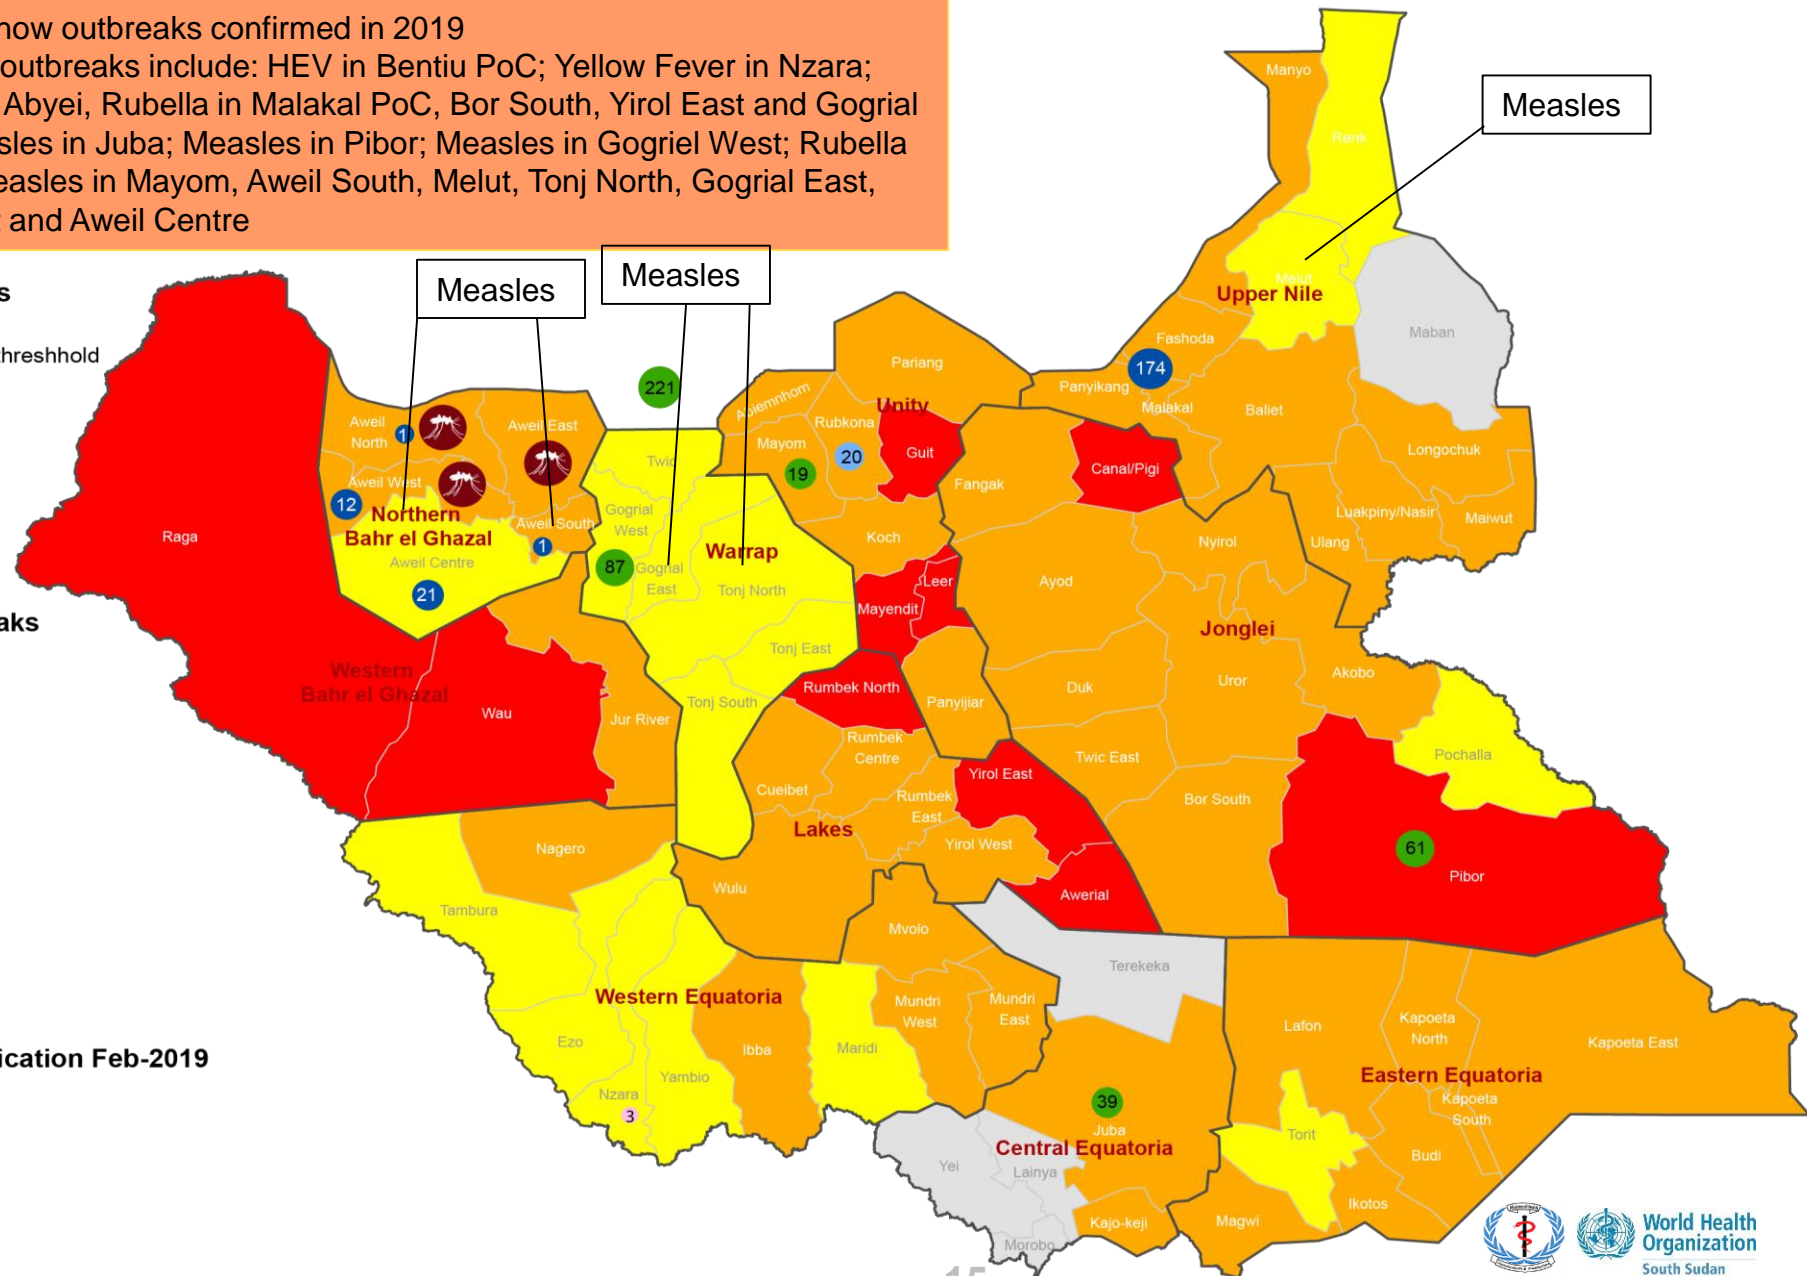 now outbreaks confirmed in 2019
outbreaks include: HEV in Bentiu PoC; Yellow Fever in Nzara;
Abyei, Rubella in Malakal PoC, Bor South, Yirol East and Gogrial
sles in Juba; Measles in Pibor; Measles in Gogriel West; Rubella
easles in Mayom, Aweil South, Melut, Tonj North, Gogrial East,
t and Aweil Centre
s
threshhold
aks
ication Feb-2019
Measles
Measles
Measles
Manyo
Renk
Melut
Upper Nile
Maban
Fashoda
174
Panyikang
Malakal
Baliet
Longochuk
Luakpiny/Nasir
Maiwut
Ulang
221
Pariang
Abiemnhom
Unity
Rubkona
Mayom
19
20
Guit
Koch
Leer
Mayendit
Panyijiar
Aweil
North
1
Aweil East
Aweil West
12
Northern
Bahr el Ghazal
Aweil South
1
Aweil Centre
21
Raga
Western
Bahr el Ghazal
Wau
Jur River
Twic
Gogrial
West
87
Gogrial
East
Warrap
Tonj North
Tonj East
Tonj South
Fangak
Canal/Pigi
Nyirol
Ayod
Jonglei
Akobo
Uror
Duk
Pochalla
Twic East
Bor South
61
Pibor
Rumbek North
Rumbek
Centre
Cueibet
Rumbek
East
Yirol East
Lakes
Yirol West
Wulu
Awerial
Nagero
Tambura
Mvolo
Western Equatoria
Mundri
West
Mundri
East
Ezo
Ibba
Maridi
Yambio
Nzara
3
Terekeka
39
Juba
Central Equatoria
Yei
Lainya
Morobo
Kajo-keji
Lafon
Kapoeta
North
Kapoeta East
Eastern Equatoria
Kapoeta
South
Torit
Budi
Ikotos
Magwi
15
World Health
Organization
South Sudan